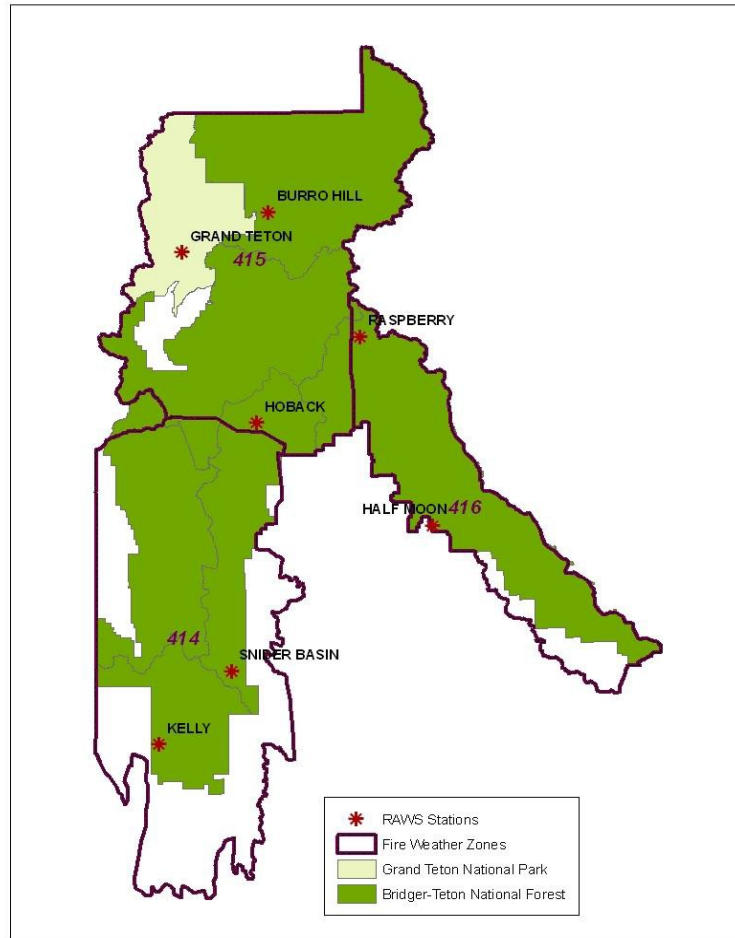 BURRO HILL
GRAND TETON
415
RASPBERRY
HOBACK
HALF MOON
416
414
SNIDER BASIN
KELLY
RAWS Stations
Fire Weather Zones
Grand Teton National Park
Bridger-Teton National Forest